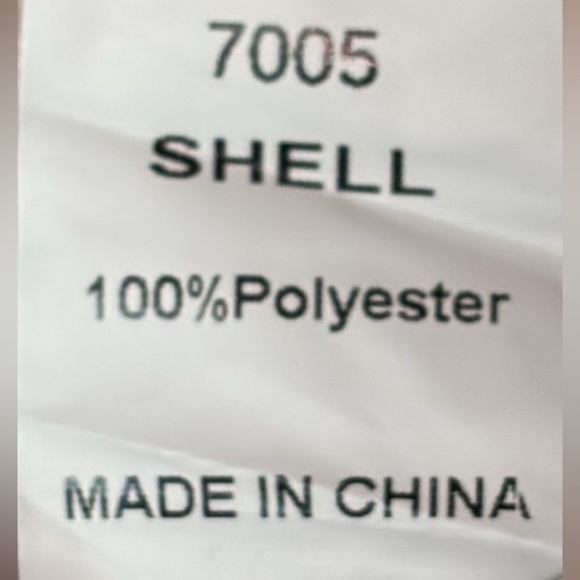 7005
SHELL
100%Polyester
MADE IN CHINA